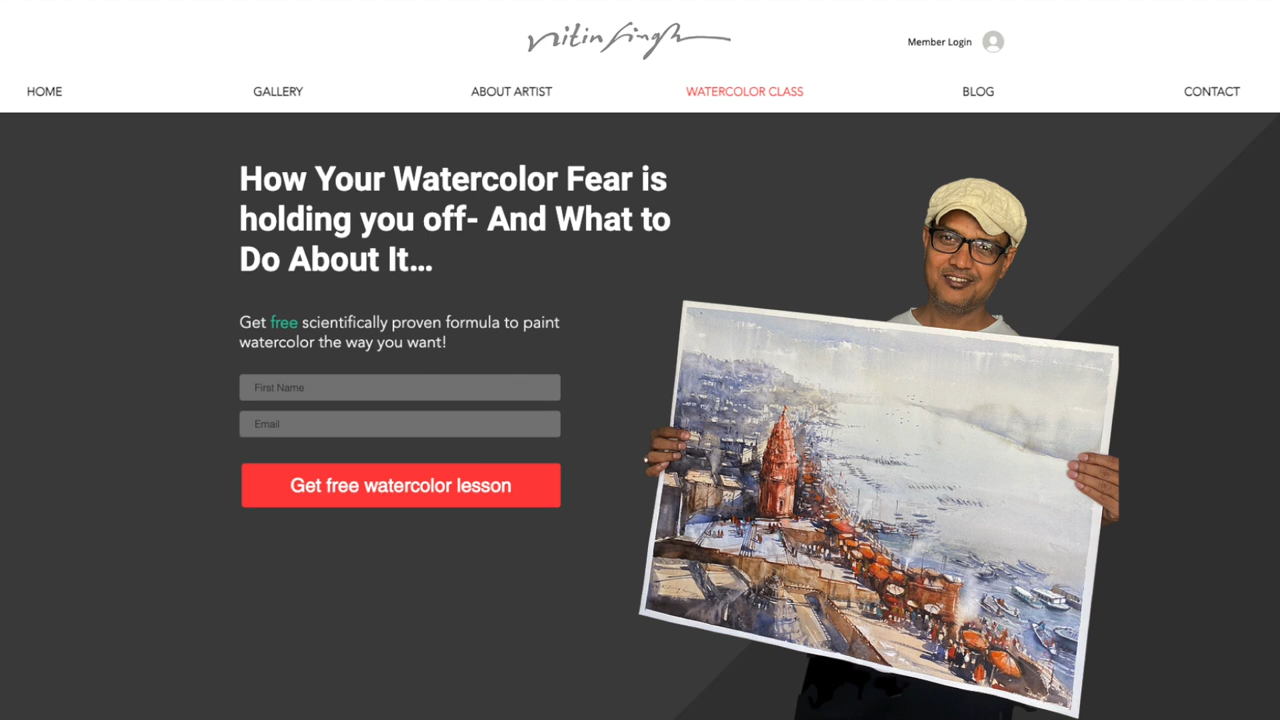 nitin singh
Member Login
HOME
GALLERY
ABOUT ARTIST
WATERCOLOR CLASS
BLOG
CONTACT
How Your Watercolor Fear is
holding you off- And What to
Do About It...
Get free scientifically proven formula to paint
watercolor the way you want!
First Name
Email
Get free watercolor lesson